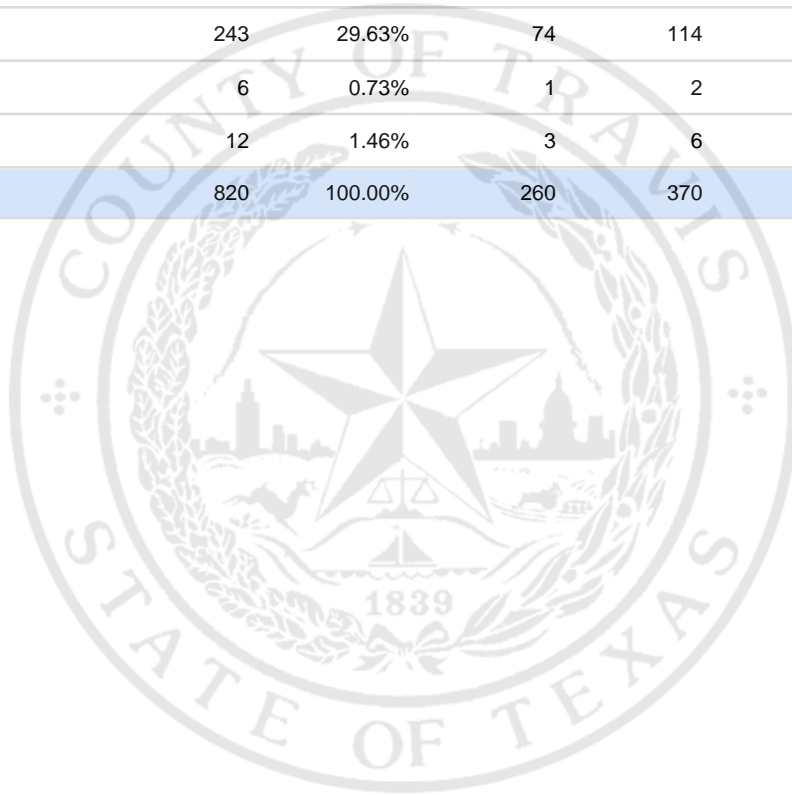 243 29.63% 74 114
6 0.73% 1 2
12 1.46% 3 6
820 100.00% 260 370
COUNTY OF TRAVIS
1839
STATE OF TEXAS